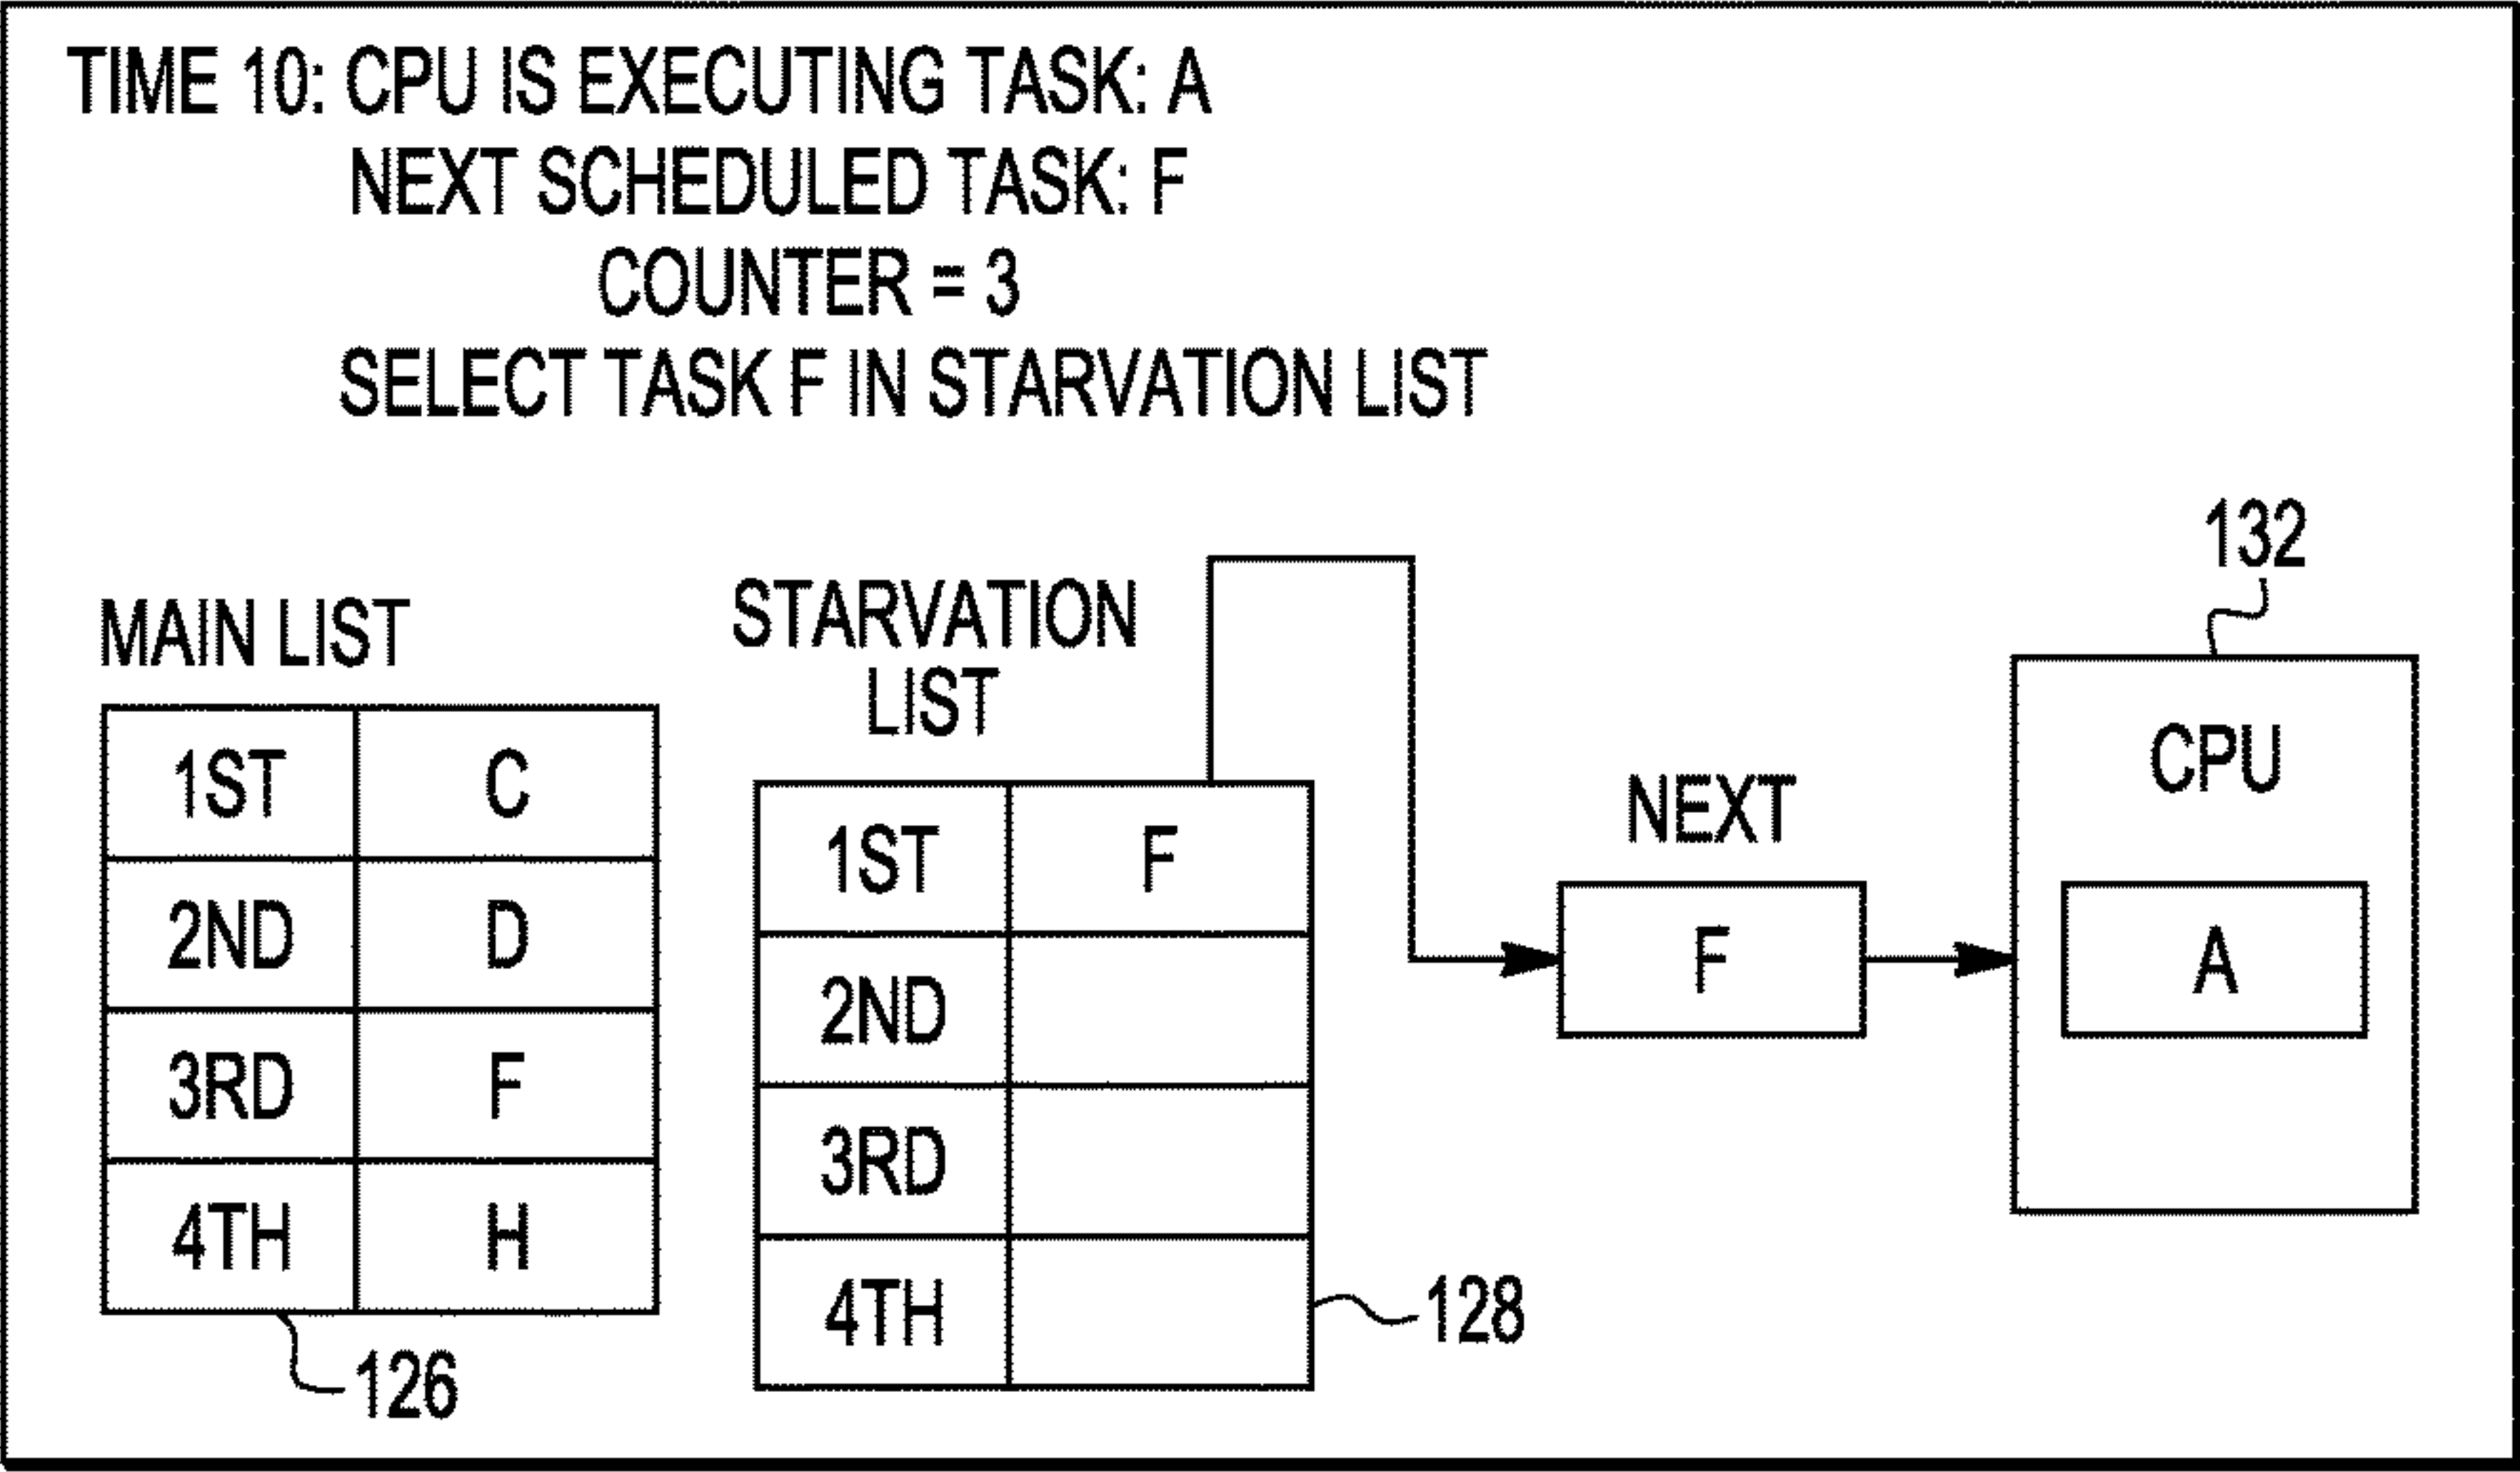 TIME 10: CPU IS EXECUTING TASK: A
NEXT SCHEDULED TASK: F
COUNTER = 3
SELECT TASK F IN STARVATION LIST
MAIN LIST
1ST C
2ND D
3RD F
4TH H
126
STARVATION
LIST
1ST F
2ND
3RD
4TH
128
NEXT
F
132
CPU
A